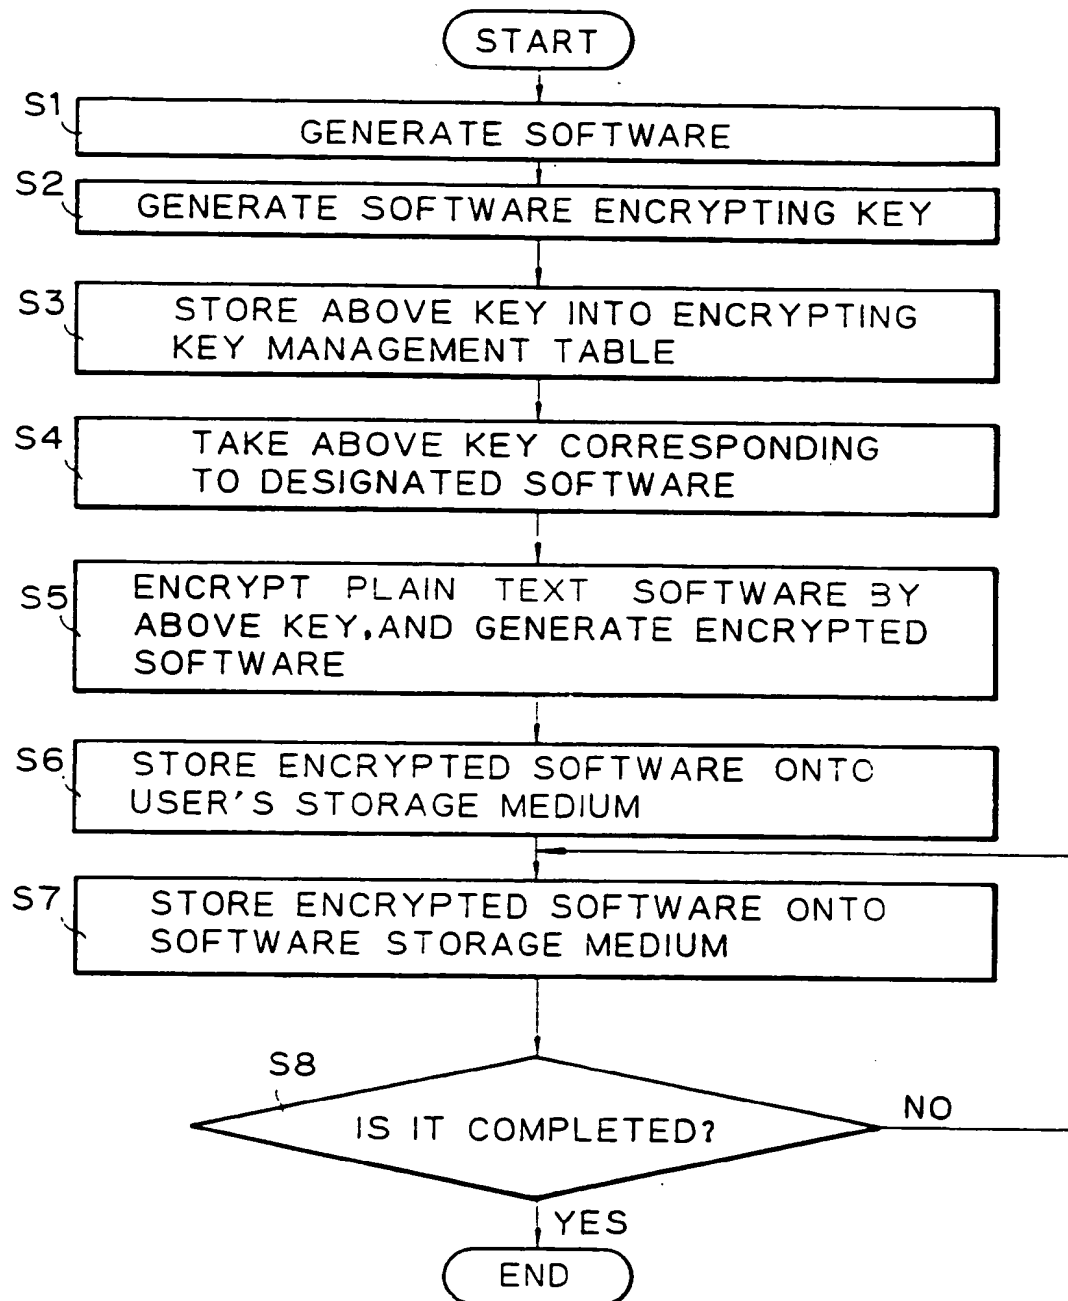 START
S1
GENERATE SOFTWARE
S2
GENERATE SOFTWARE ENCRYPTING KEY
S3
STORE ABOVE KEY INTO ENCRYPTING
KEY MANAGEMENT TABLE
S4
TAKE ABOVE KEY CORRESPONDING
TO DESIGNATED SOFTWARE
S5
ENCRYPT PLAIN TEXT SOFTWARE BY
ABOVE KEY, AND GENERATE ENCRYPTED
SOFTWARE
S6
STORE ENCRYPTED SOFTWARE ONTO
USER'S STORAGE MEDIUM
S7
STORE ENCRYPTED SOFTWARE ONTO
SOFTWARE STORAGE MEDIUM
S8
IS IT COMPLETED?
NO
YES
END